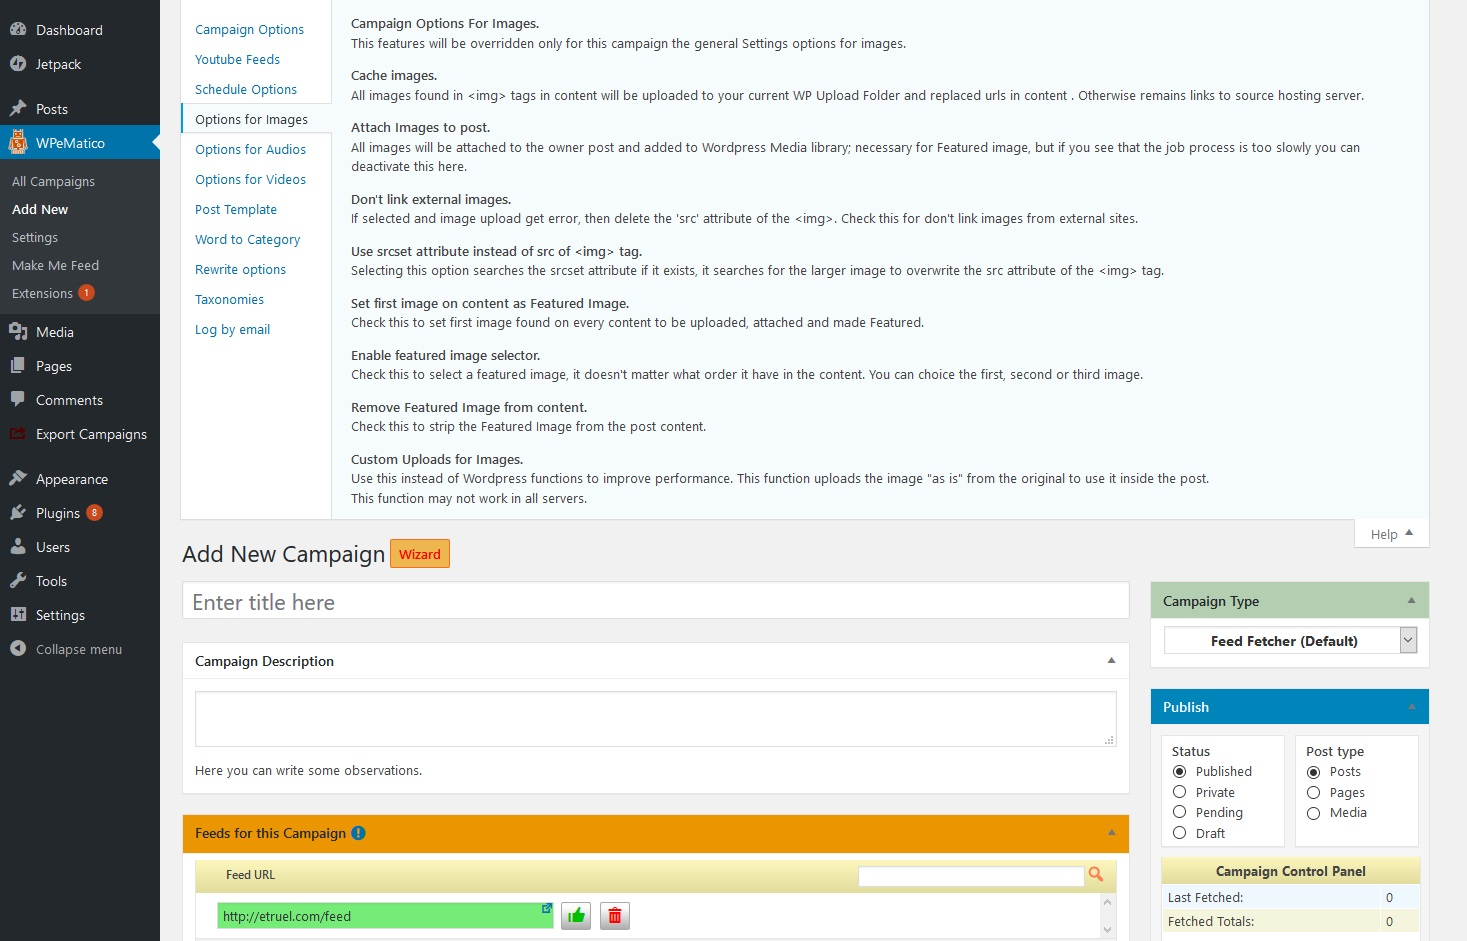 Dashboard
Jetpack
Posts
WPeMatico
All Campaigns
Add New
Settings
Make Me Feed
Extensions 1
Media
Pages
Comments
Export Campaigns
Appearance
Plugins 8
Users
Tools
Settings
Collapse menu
Campaign Options
Youtube Feeds
Schedule Options
Options for Images
Options for Audios
Options for Videos
Post Template
Word to Category
Rewrite options
Taxonomies
Log by email
Campaign Options For Images.
This features will be overridden only for this campaign the general Settings options for images.
Cache images.
All images found in <img> tags in content will be uploaded to your current WP Upload Folder and replaced urls in content . Otherwise remains links to source hosting server.
Attach Images to post.
All images will be attached to the owner post and added to Wordpress Media library; necessary for Featured image, but if you see that the job process is too slowly you can
deactivate this here.
Don't link external images.
If selected and image upload get error, then delete the 'src' attribute of the <img>. Check this for don't link images from external sites.
Use srcset attribute instead of src of <img> tag.
Selecting this option searches the srcset attribute if it exists, it searches for the larger image to overwrite the src attribute of the <img> tag.
Set first image on content as Featured Image.
Check this to set first image found on every content to be uploaded, attached and made Featured.
Enable featured image selector.
Check this to select a featured image, it doesn't matter what order it have in the content. You can choice the first, second or third image.
Remove Featured Image from content.
Check this to strip the Featured Image from the post content.
Custom Uploads for Images.
Use this instead of Wordpress functions to improve performance. This function uploads the image "as is" from the original to use it inside the post.
This function may not work in all servers.
Help
Add New Campaign Wizard
Enter title here
Campaign Description
Here you can write some observations.
Feeds for this Campaign
Feed URL
http://etruel.com/feed
Campaign Type
Feed Fetcher (Default)
Publish
Status
Published
Private
Pending
Draft
Post type
Posts
Pages
Media
Campaign Control Panel
Last Fetched: 0
Fetched Totals: 0